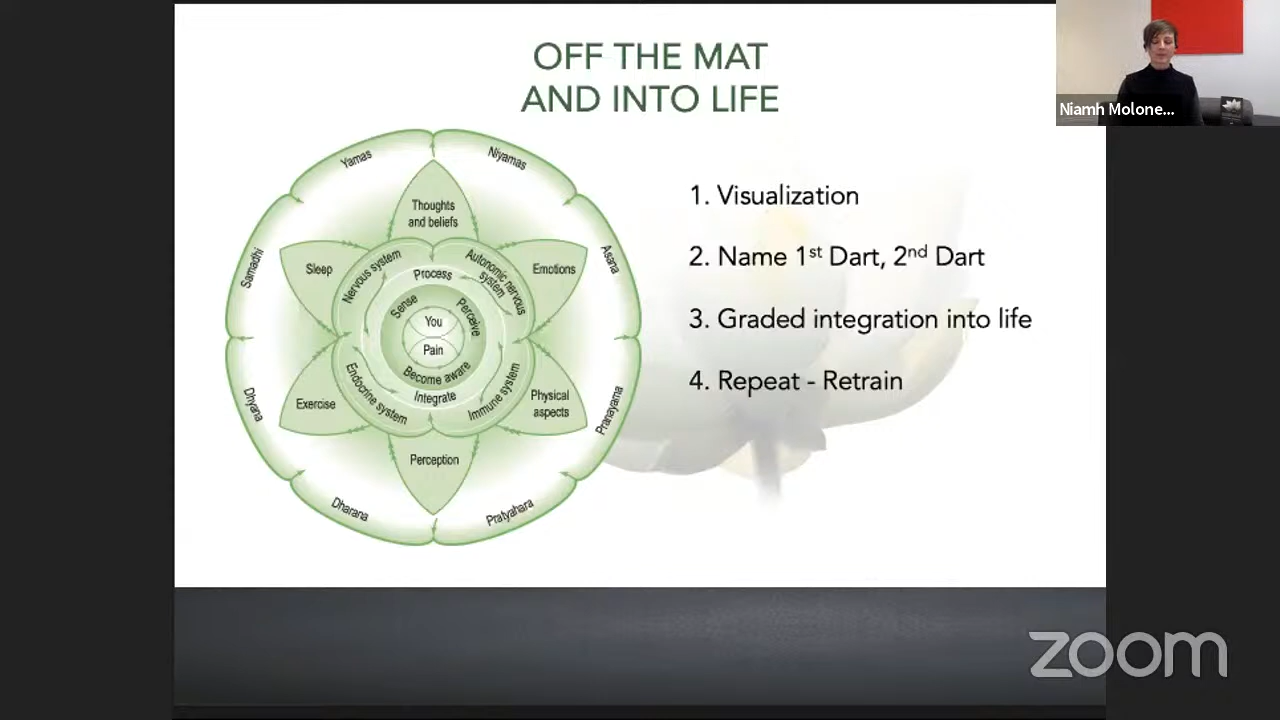 OFF THE MAT
AND INTO LIFE
Niamh Molone...
1. Visualization
2. Name 1st Dart, 2nd Dart
3. Graded integration into life
4. Repeat - Retrain
Yamas
Niyamas
Asana
Pranayama
Pratyahara
Dharana
Dhyana
Samadhi
Thoughts
and beliefs
Emotions
Physical
aspects
Perception
Exercise
Sleep
Nervous system
Autonomic nervous
system
Immune system
Endocrine system
Process
Integrate
Sense
Perceive
Become aware
You
Pain
zoom